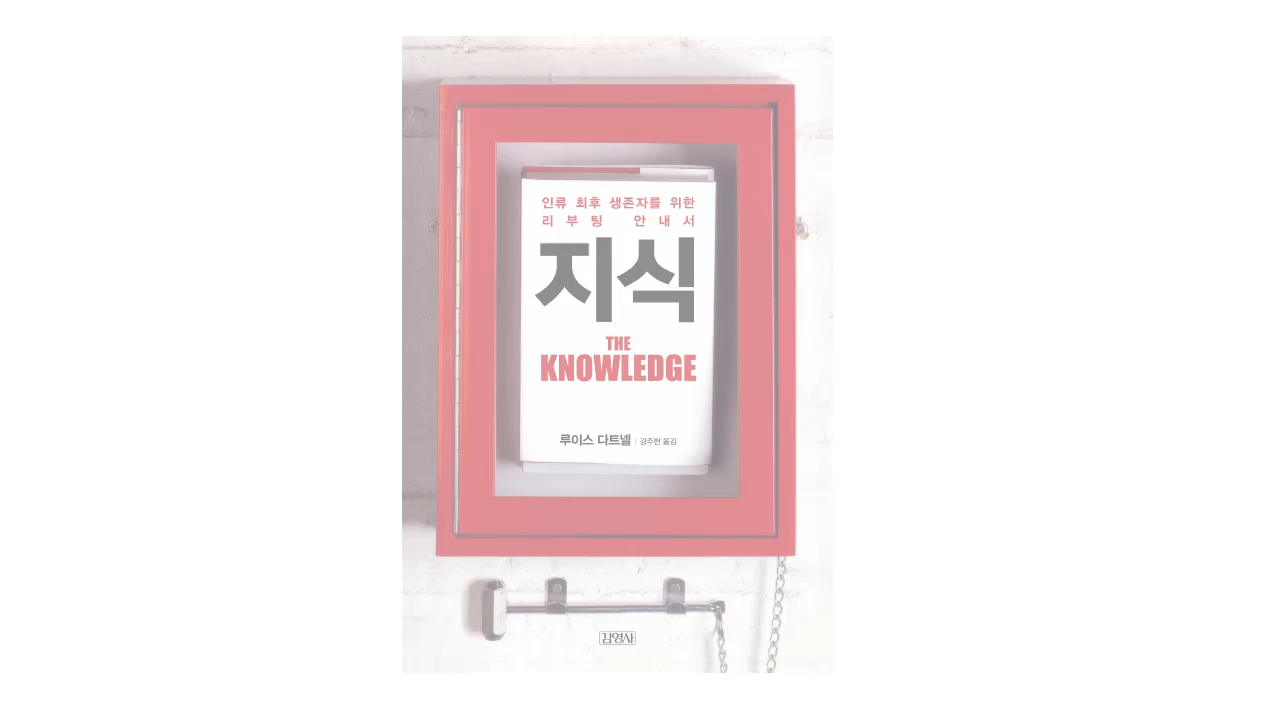 인류 최후 생존자를 위한
리부팅 안내서
지식
THE
KNOWLEDGE
루이스 다트넬 | 강주헌 옮김
김영사